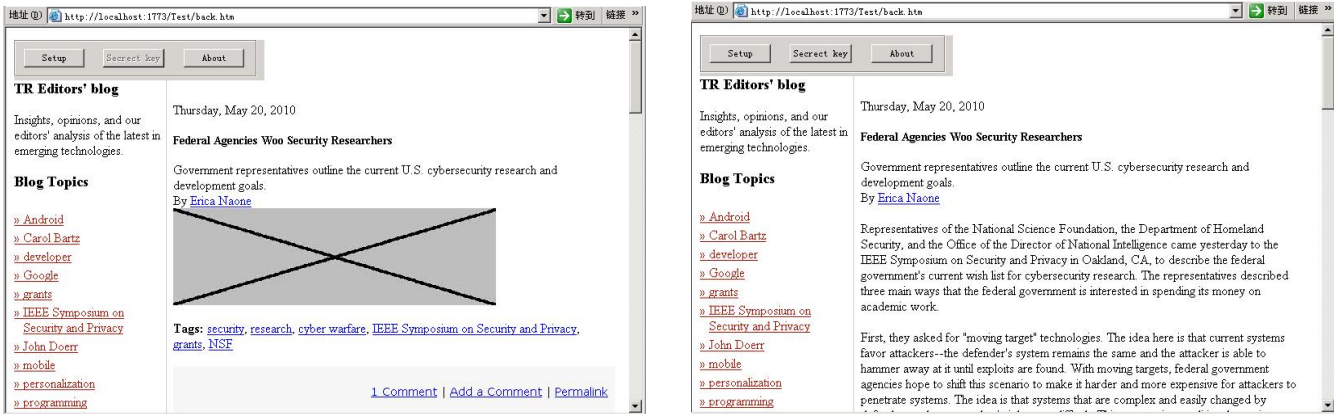 地址(D) http://localhost:1773/Test/back.htm 转到 链接 »
Setup Secrect key About
TR Editors' blog
Insights, opinions, and our
editors' analysis of the latest in
emerging technologies.
Blog Topics
» Android
» Carol Bartz
» developer
» Google
» grants
» IEEE Symposium on
Security and Privacy
» John Doerr
» mobile
» personalization
» programming
Thursday, May 20, 2010
Federal Agencies Woo Security Researchers
Government representatives outline the current U.S. cybersecurity research and
development goals.
By Erica Naone
Tags: security, research, cyber warfare, IEEE Symposium on Security and Privacy,
grants, NSF
1 Comment | Add a Comment | Permalink
地址(D) http://localhost:1773/Test/back.htm 转到 链接 »
Setup Secrect key About
TR Editors' blog
Insights, opinions, and our
editors' analysis of the latest in
emerging technologies.
Blog Topics
» Android
» Carol Bartz
» developer
» Google
» grants
» IEEE Symposium on
Security and Privacy
» John Doerr
» mobile
» personalization
» programming
Thursday, May 20, 2010
Federal Agencies Woo Security Researchers
Government representatives outline the current U.S. cybersecurity research and
development goals.
By Erica Naone
Representatives of the National Science Foundation, the Department of Homeland
Security, and the Office of the Director of National Intelligence came yesterday to the
IEEE Symposium on Security and Privacy in Oakland, CA, to describe the federal
government's current wish list for cybersecurity research. The representatives described
three main ways that the federal government is interested in spending its money on
academic work.
First, they asked for "moving target" technologies. The idea here is that current systems
favor attackers--the defender's system remains the same and the attacker is able to
hammer away at it until exploits are found. With moving targets, federal government
agencies hope to shift this scenario to make it harder and more expensive for attackers to
penetrate systems. The idea is that systems that are complex and easily changed by